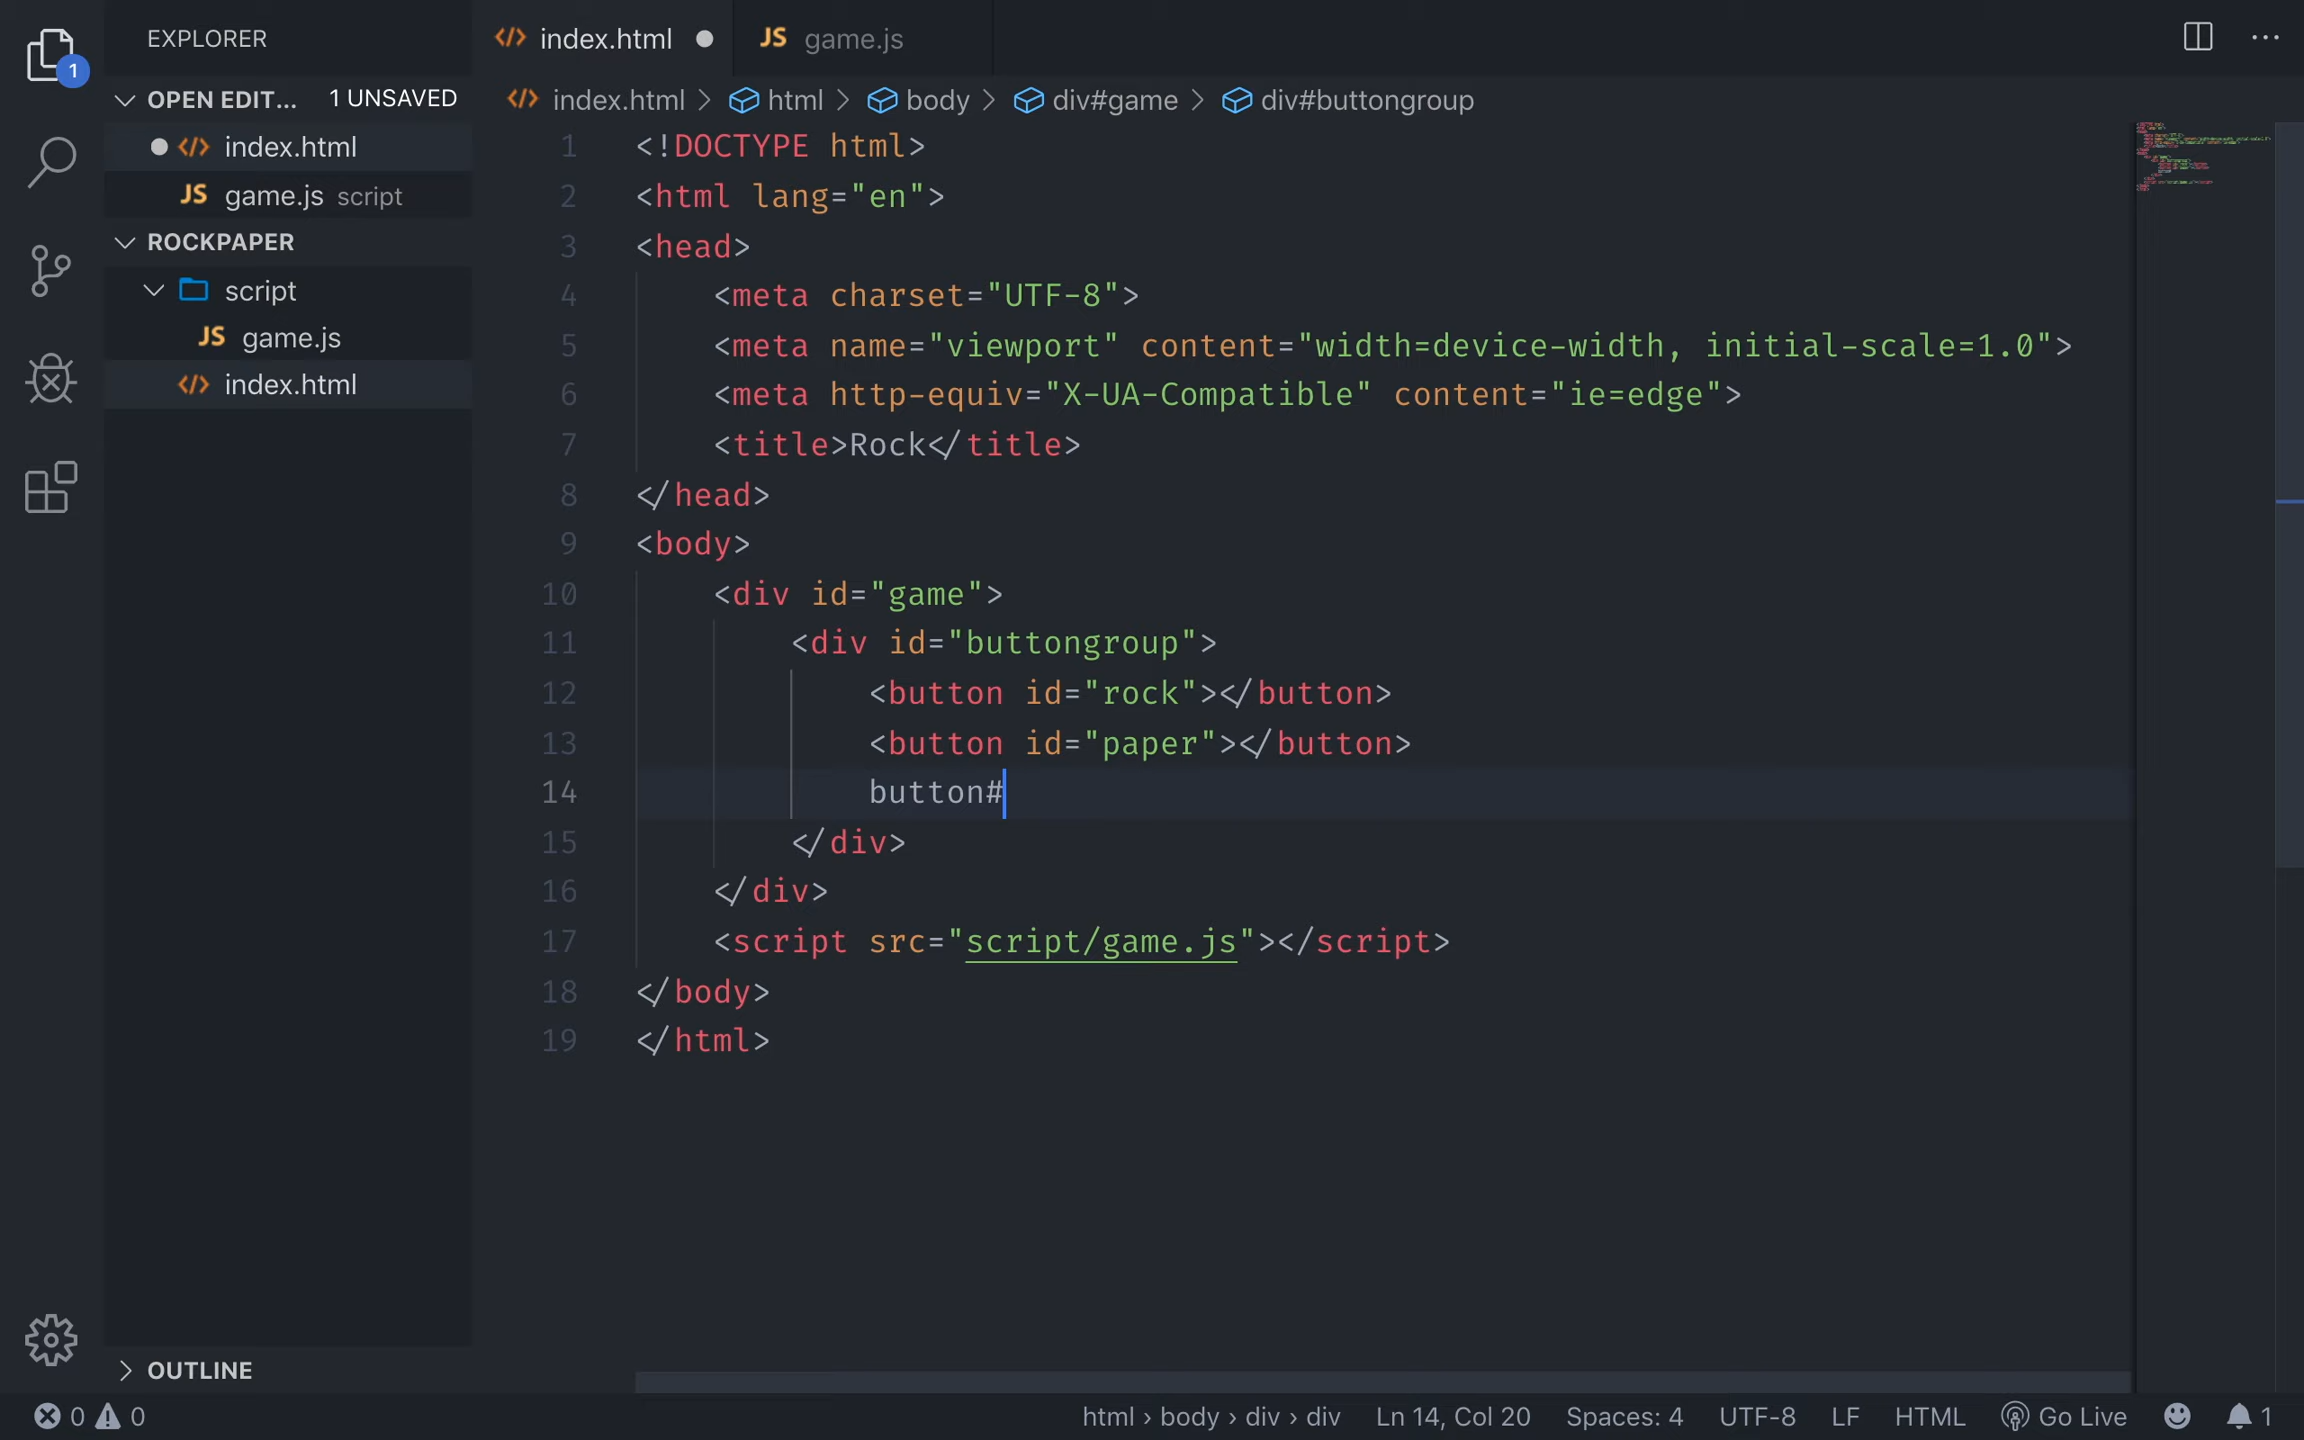 EXPLORER
index.html
JS game.js
1
OPEN EDIT... 1 UNSAVED
index.html
JS game.js script
ROCKPAPER
script
JS game.js
index.html
index.html > html > body > div#game > div#buttongroup
1 <!DOCTYPE html>
2 <html lang="en">
3 <head>
4 <meta charset="UTF-8">
5 <meta name="viewport" content="width=device-width, initial-scale=1.0">
6 <meta http-equiv="X-UA-Compatible" content="ie=edge">
7 <title>Rock</title>
8 </head>
9 <body>
10 <div id="game">
11 <div id="buttongroup">
12 <button id="rock"></button>
13 <button id="paper"></button>
14 button#
15 </div>
16 </div>
17 <script src="script/game.js"></script>
18 </body>
19 </html>
OUTLINE
0 0
html › body › div › div Ln 14, Col 20 Spaces: 4 UTF-8 LF HTML Go Live 1